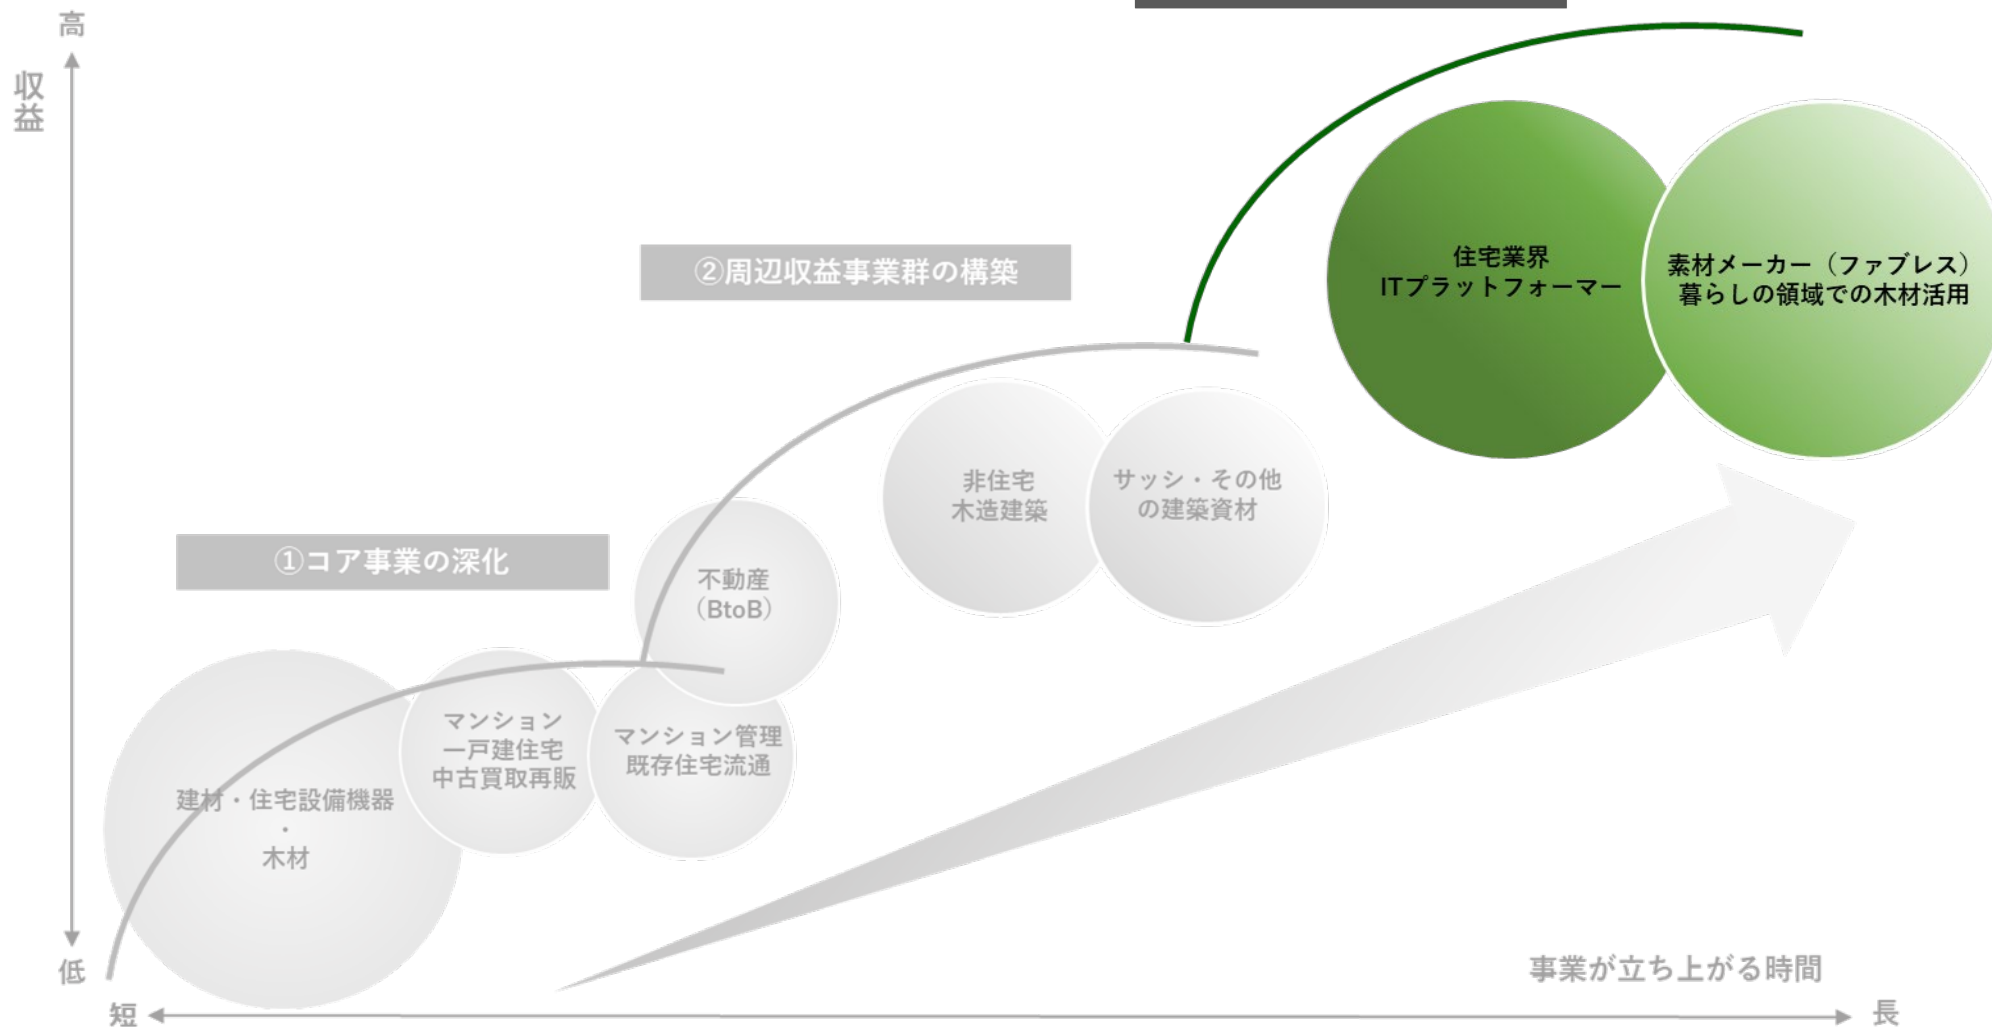 高
収益
②周辺収益事業群の構築
住宅業界
ITプラットフォーマー
素材メーカー（ファブレス）
暮らしの領域での木材活用
非住宅
木造建築
サッシ・その他
の建築資材
①コア事業の深化
不動産
（BtoB）
マンション
一戸建住宅
中古買取再販
マンション管理
既存住宅流通
建材・住宅設備機器
・
木材
低
事業が立ち上がる時間
短
長